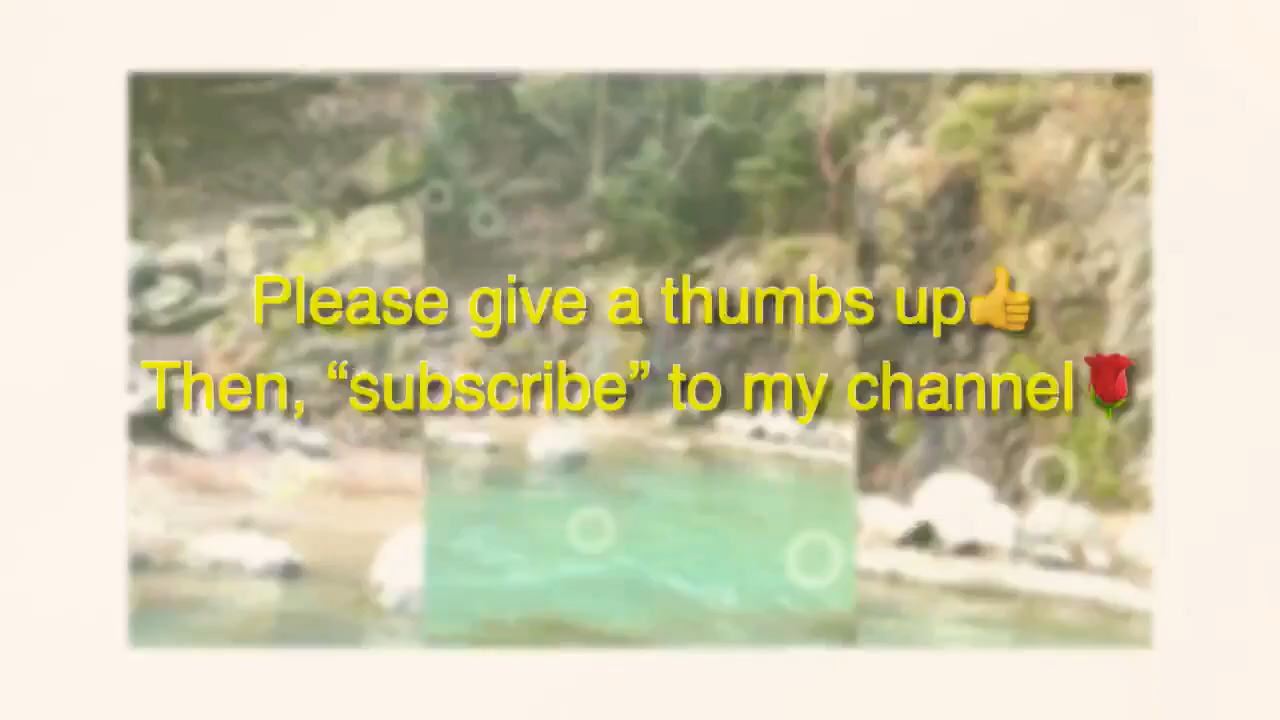 Please give a thumbs up👍
Then, “subscribe” to my channel🌹